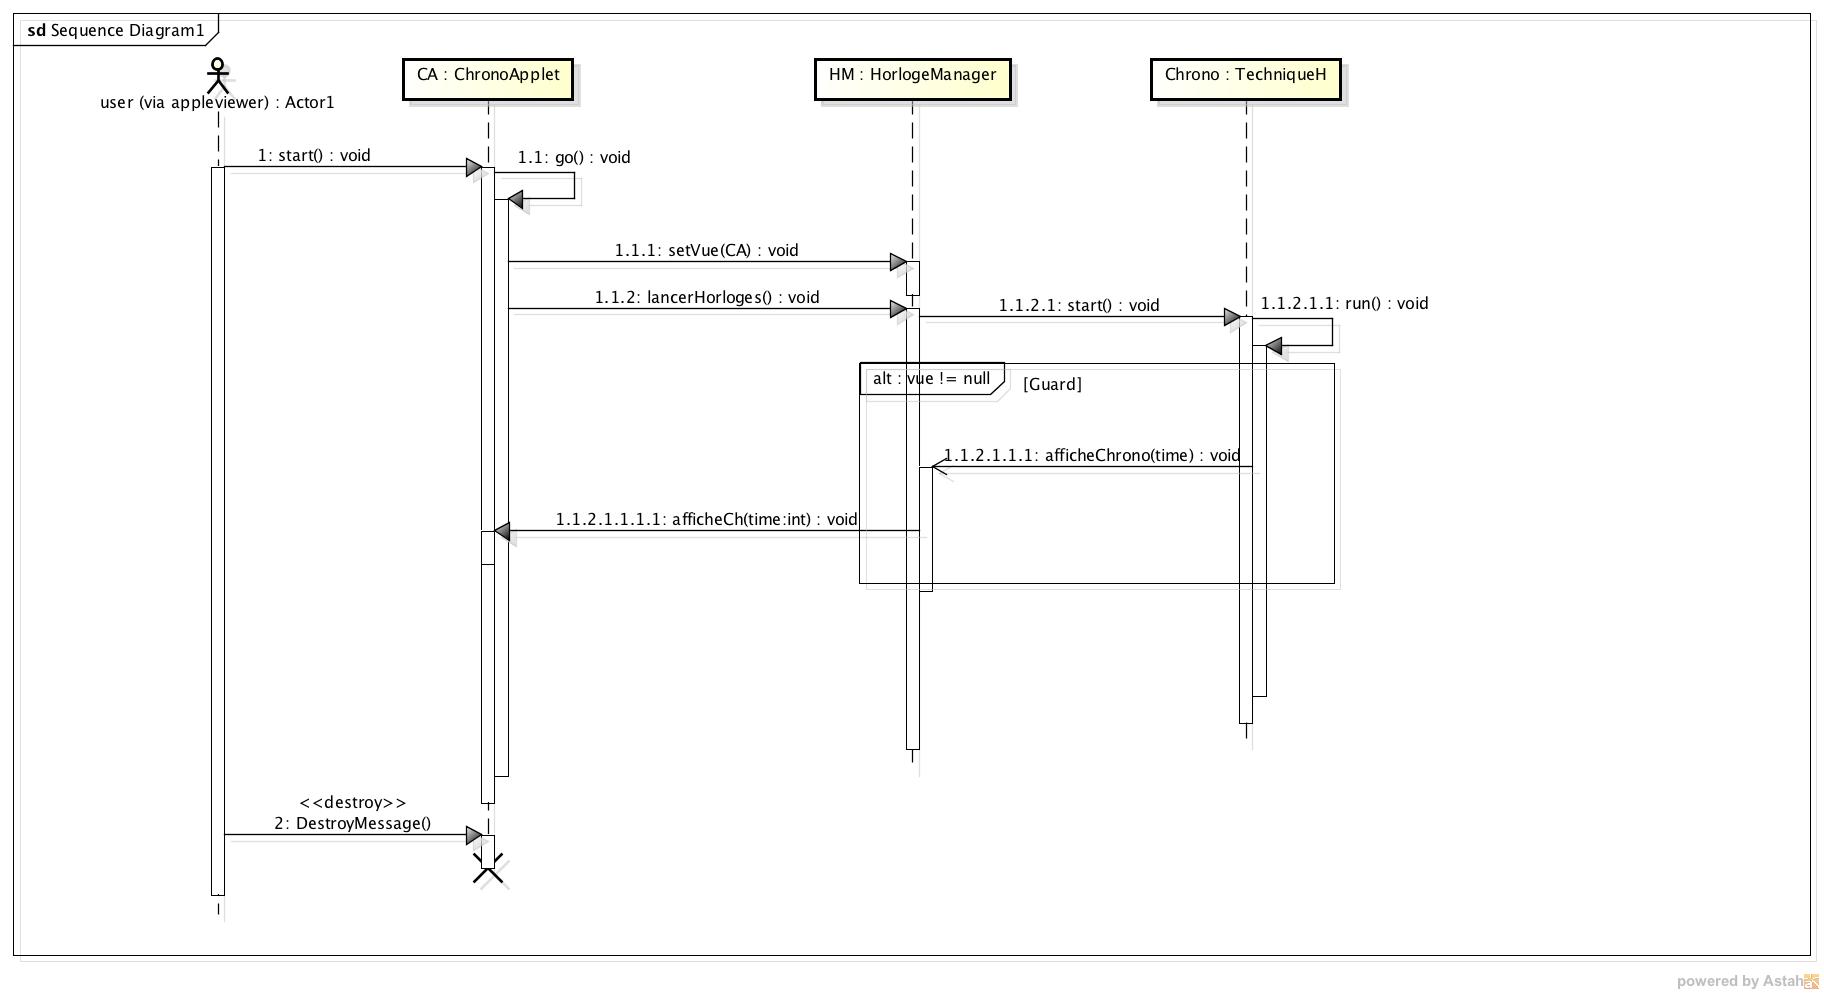 sd Sequence Diagram1
user (via appleviewer) : Actor1
CA : ChronoApplet
HM : HorlogeManager
Chrono : TechniqueH
1: start() : void
1.1: go() : void
1.1.1: setVue(CA) : void
1.1.2: lancerHorloges() : void
1.1.2.1: start() : void
1.1.2.1.1: run() : void
alt : vue != null
[Guard]
1.1.2.1.1.1: afficheChrono(time) : void
1.1.2.1.1.1.1: afficheCh(time:int) : void
<<destroy>>
2: DestroyMessage()
powered by Astah